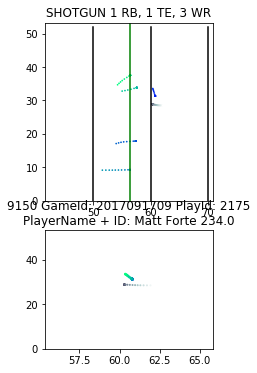 SHOTGUN 1 RB, 1 TE, 3 WR
50
40
30
20
10
0
50 60 70
9150 GameId: 2017091709 PlayId: 2175
PlayerName + ID: Matt Forte 234.0
40
20
0
57.5 60.0 62.5 65.0